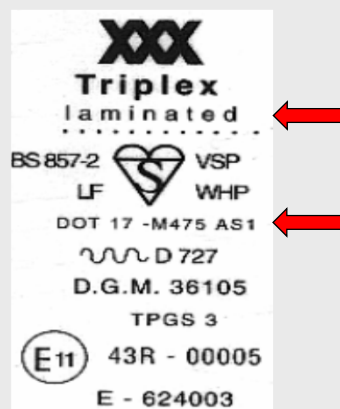 XXX
Triplex
laminated
BS 857-2 S VSP
LF WHP
DOT 17 -M475 AS1
D 727
D.G.M. 36105
TPGS 3
E11 43R - 00005
E - 624003